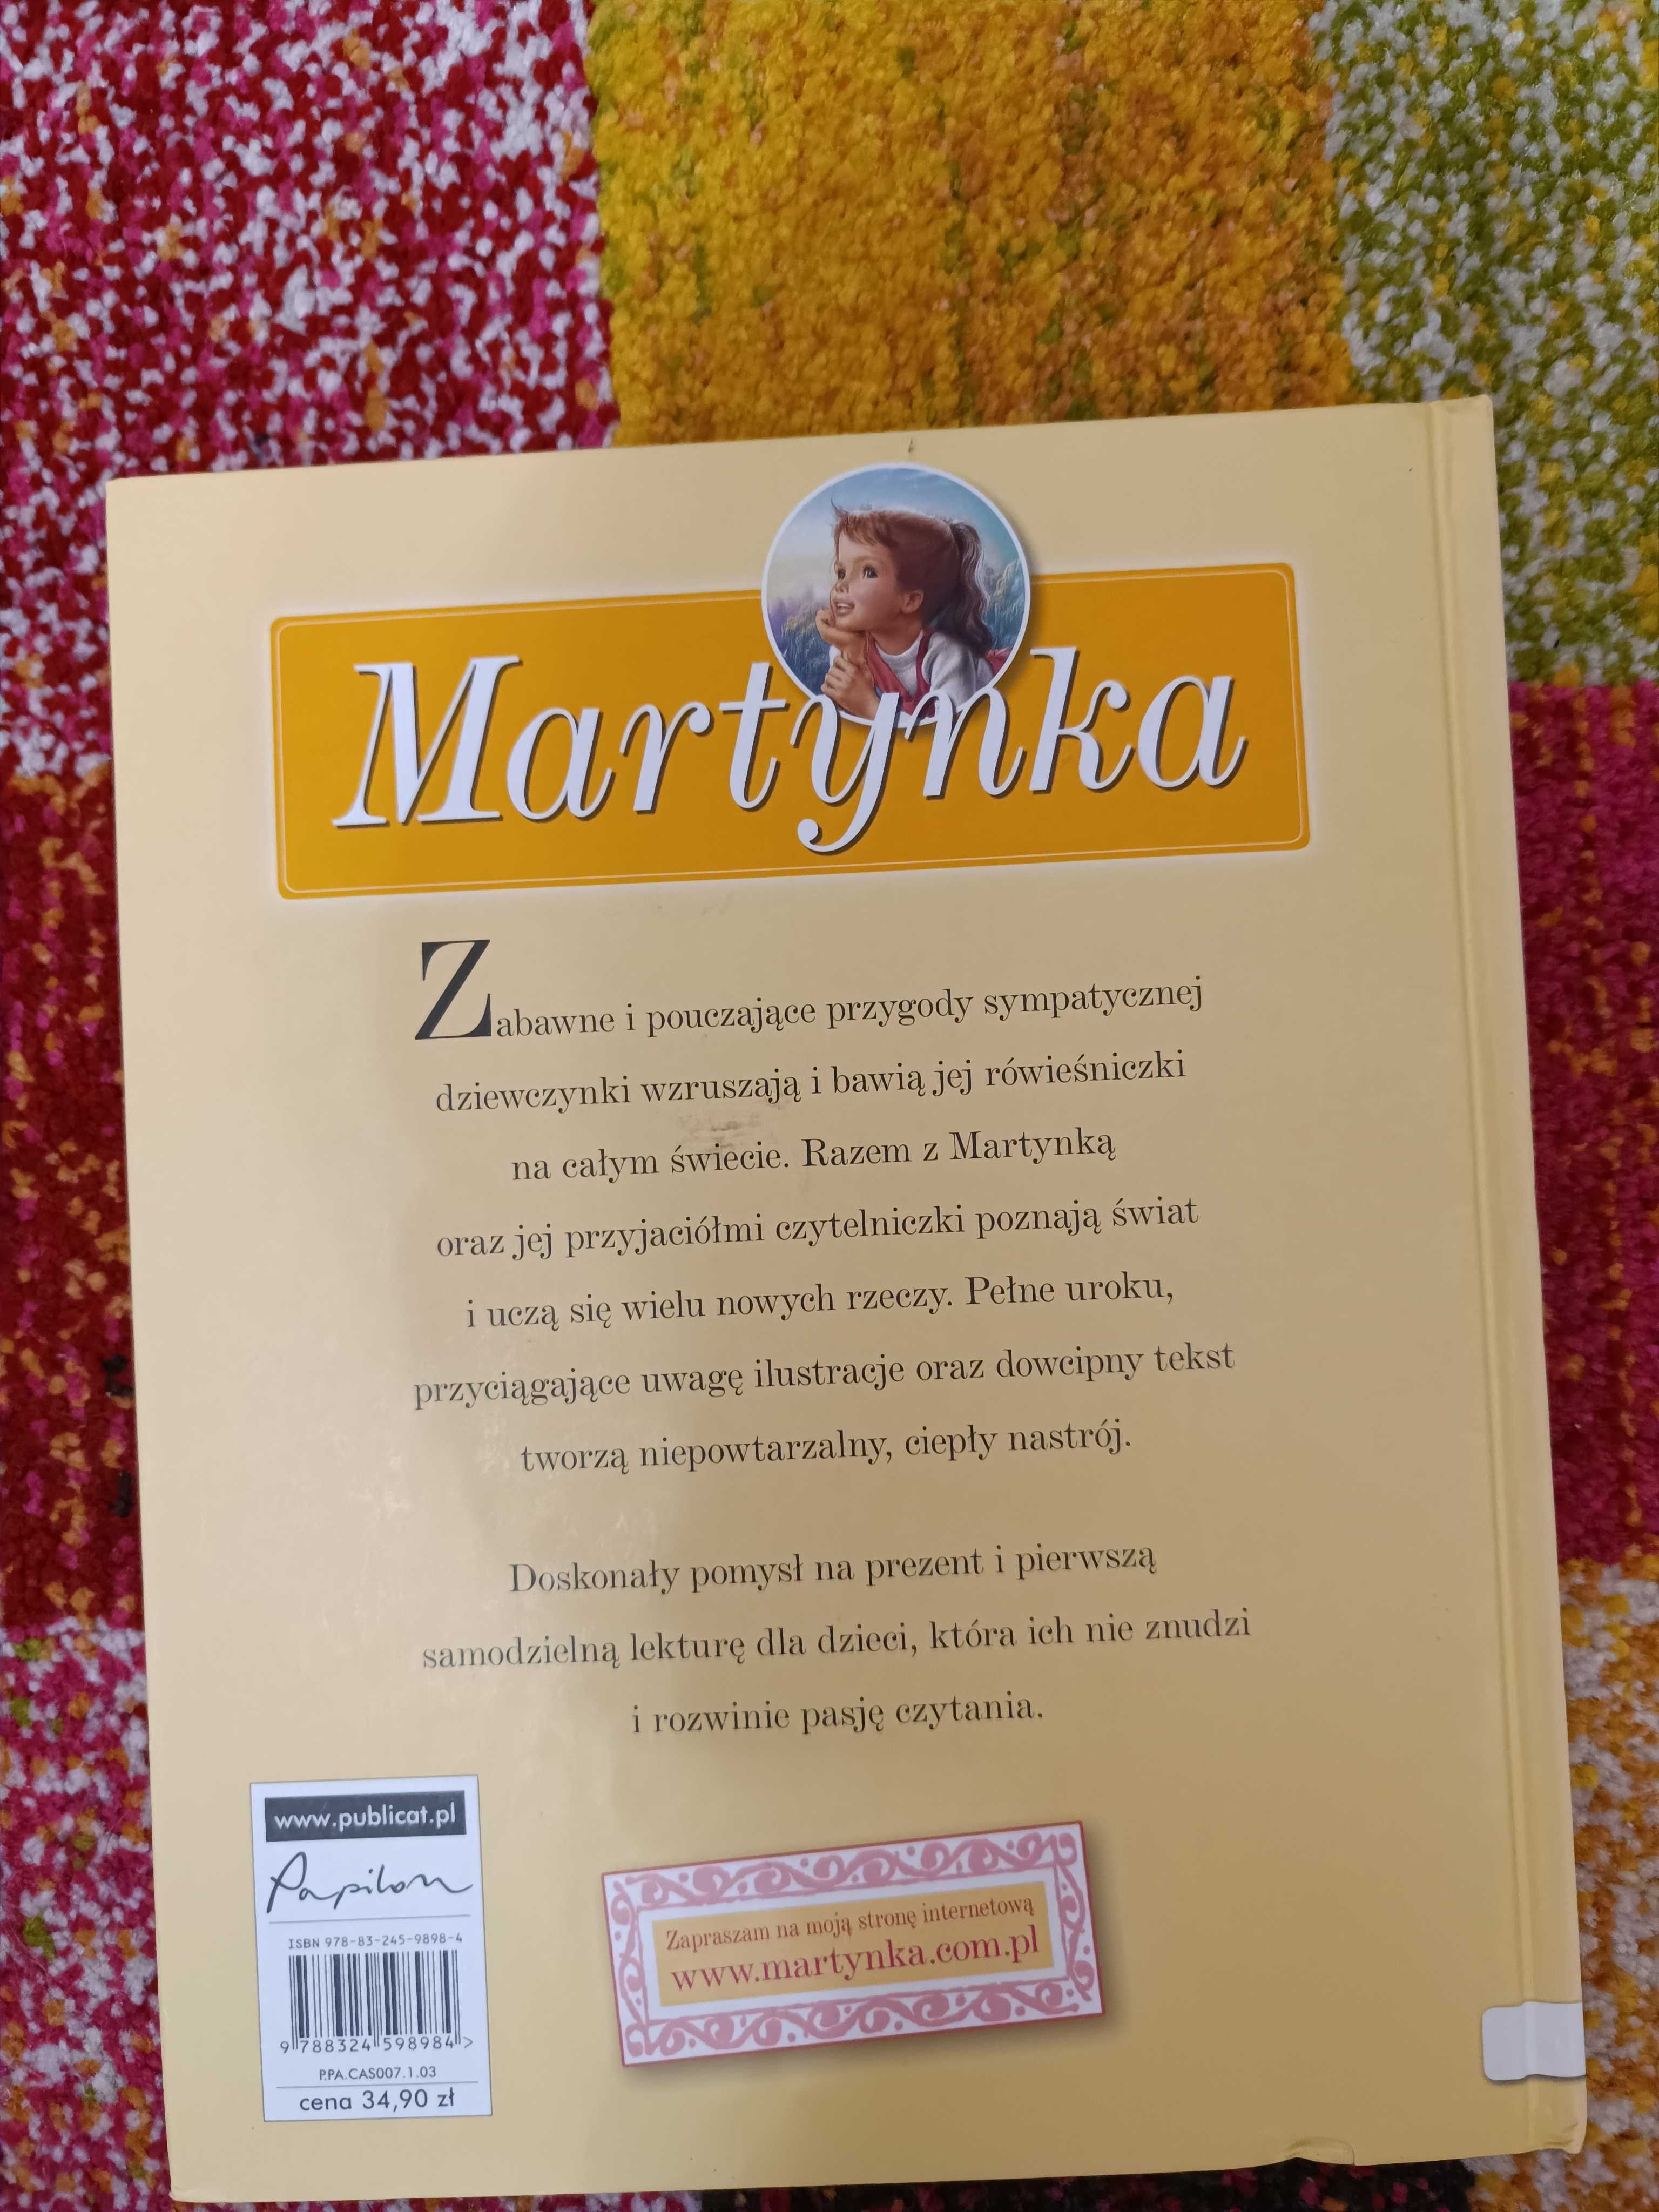 Martynka
Zabawne i pouczające przygody sympatycznej
dziewczynki wzruszają i bawią jej rówieśniczki
na całym świecie. Razem z Martynką
oraz jej przyjaciółmi czytelniczki poznają świat
i uczą się wielu nowych rzeczy. Pełne uroku,
przyciągające uwagę ilustracje oraz dowcipny tekst
tworzą niepowtarzalny, ciepły nastrój.
Doskonały pomysł na prezent i pierwszą
samodzielną lekturę dla dzieci, która ich nie znudzi
i rozwinie pasję czytania.
www.publicat.pl
Papilon
ISBN 978-83-245-9898-4
9 788324 598984 >
P.PA.CAS007.1.03
cena 34,90 zł
Zapraszam na moją stronę internetową
www.martynka.com.pl